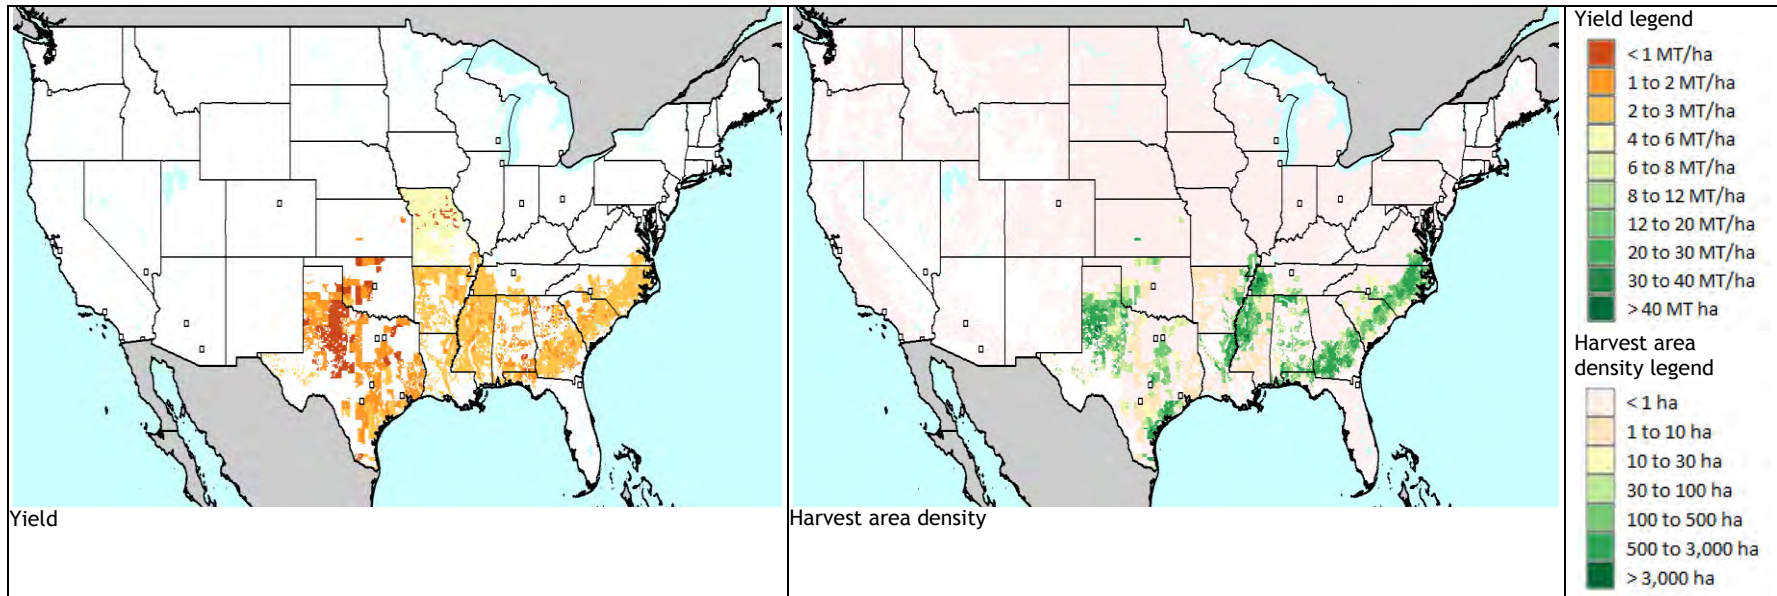 Yield
Harvest area density
Yield legend
< 1 MT/ha
1 to 2 MT/ha
2 to 3 MT/ha
4 to 6 MT/ha
6 to 8 MT/ha
8 to 12 MT/ha
12 to 20 MT/ha
20 to 30 MT/ha
30 to 40 MT/ha
> 40 MT ha
Harvest area
density legend
< 1 ha
1 to 10 ha
10 to 30 ha
30 to 100 ha
100 to 500 ha
500 to 3,000 ha
> 3,000 ha